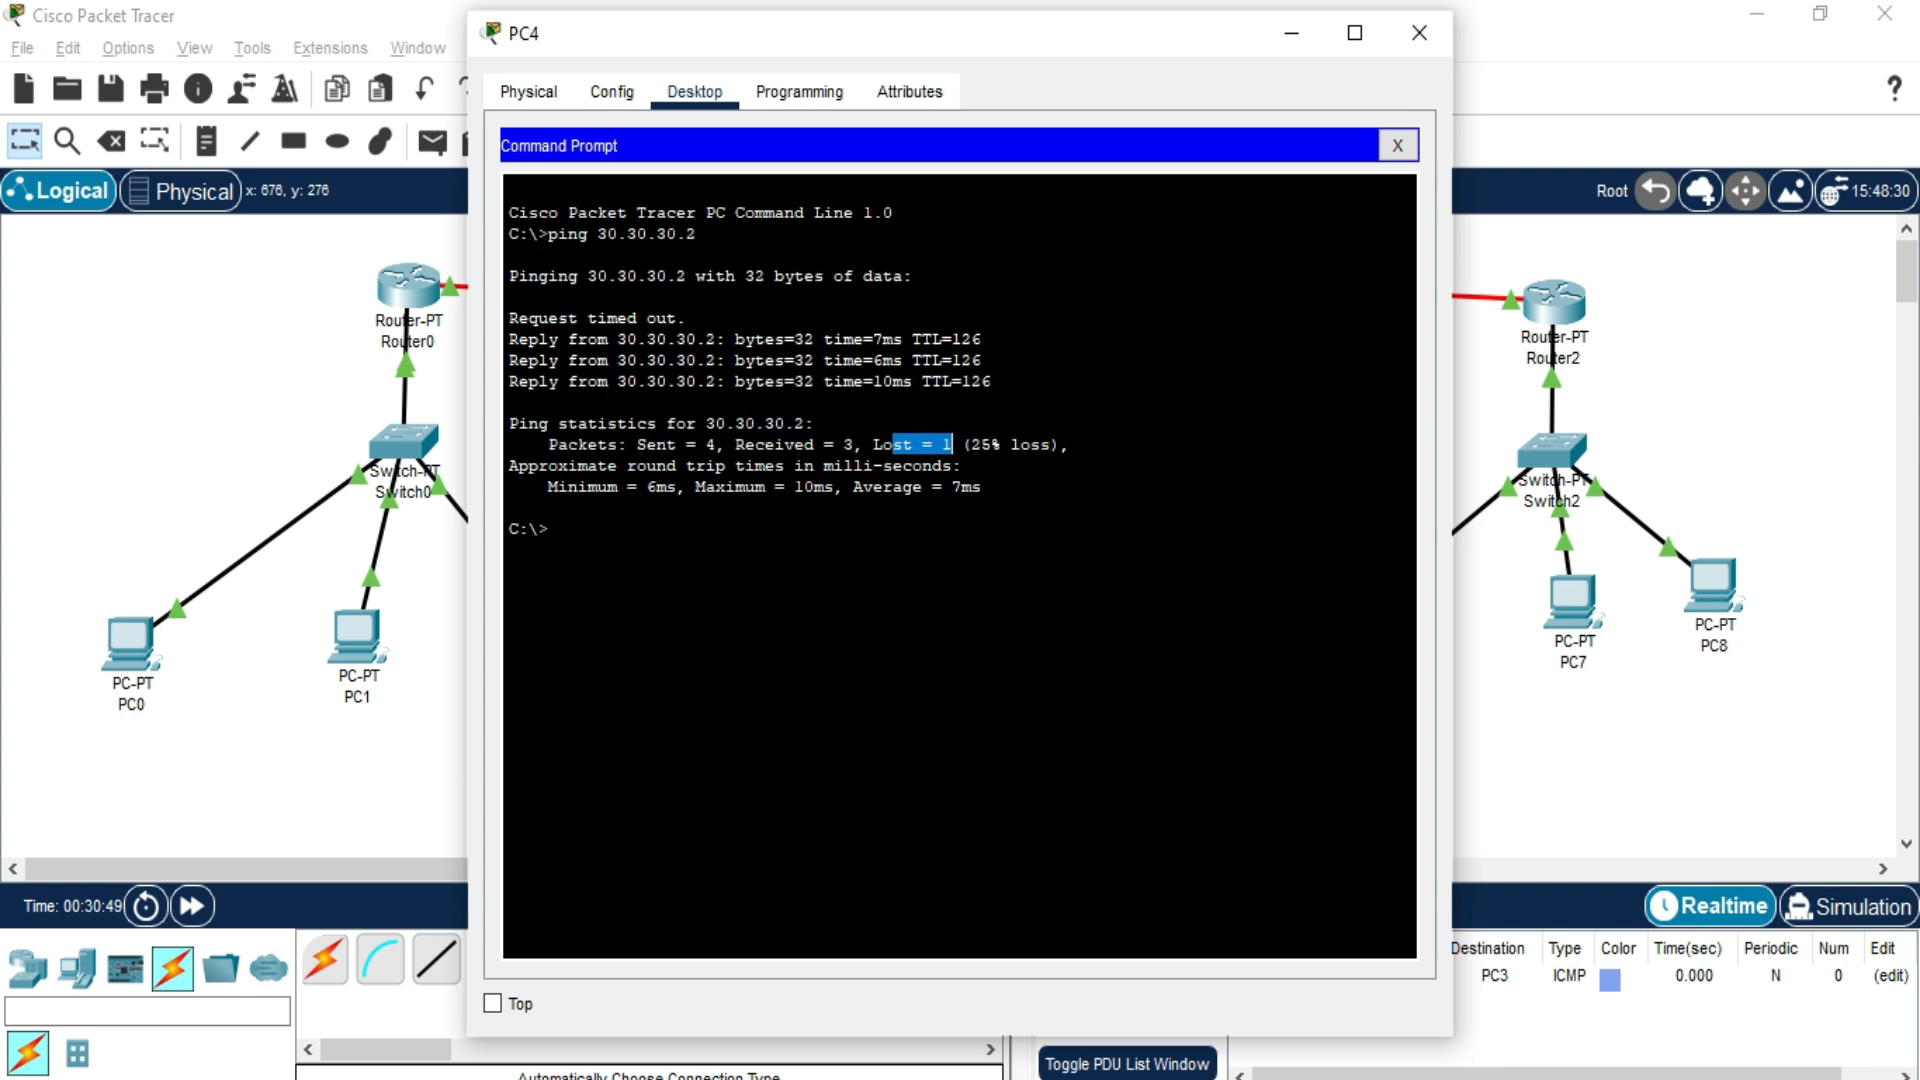 Cisco Packet Tracer
File Edit Options View Tools Extensions Window
Logical Physical x: 676, y: 276
Root 15:48:30
PC4
Physical Config Desktop Programming Attributes
Command Prompt X
Cisco Packet Tracer PC Command Line 1.0
C:\>ping 30.30.30.2
Pinging 30.30.30.2 with 32 bytes of data:
Request timed out.
Reply from 30.30.30.2: bytes=32 time=7ms TTL=126
Reply from 30.30.30.2: bytes=32 time=6ms TTL=126
Reply from 30.30.30.2: bytes=32 time=10ms TTL=126
Ping statistics for 30.30.30.2:
Packets: Sent = 4, Received = 3, Lost = 1 (25% loss),
Approximate round trip times in milli-seconds:
Minimum = 6ms, Maximum = 10ms, Average = 7ms
C:\>
Top
Router-PT
Router0
Switch-PT
Switch0
PC-PT
PC0
PC-PT
PC1
Router-PT
Router2
Switch-PT
Switch2
PC-PT
PC7
PC-PT
PC8
Time: 00:30:49
Realtime Simulation
Destination Type Color Time(sec) Periodic Num Edit
PC3 ICMP 0.000 N 0 (edit)
Toggle PDU List Window
Automatically Choose Connection Type